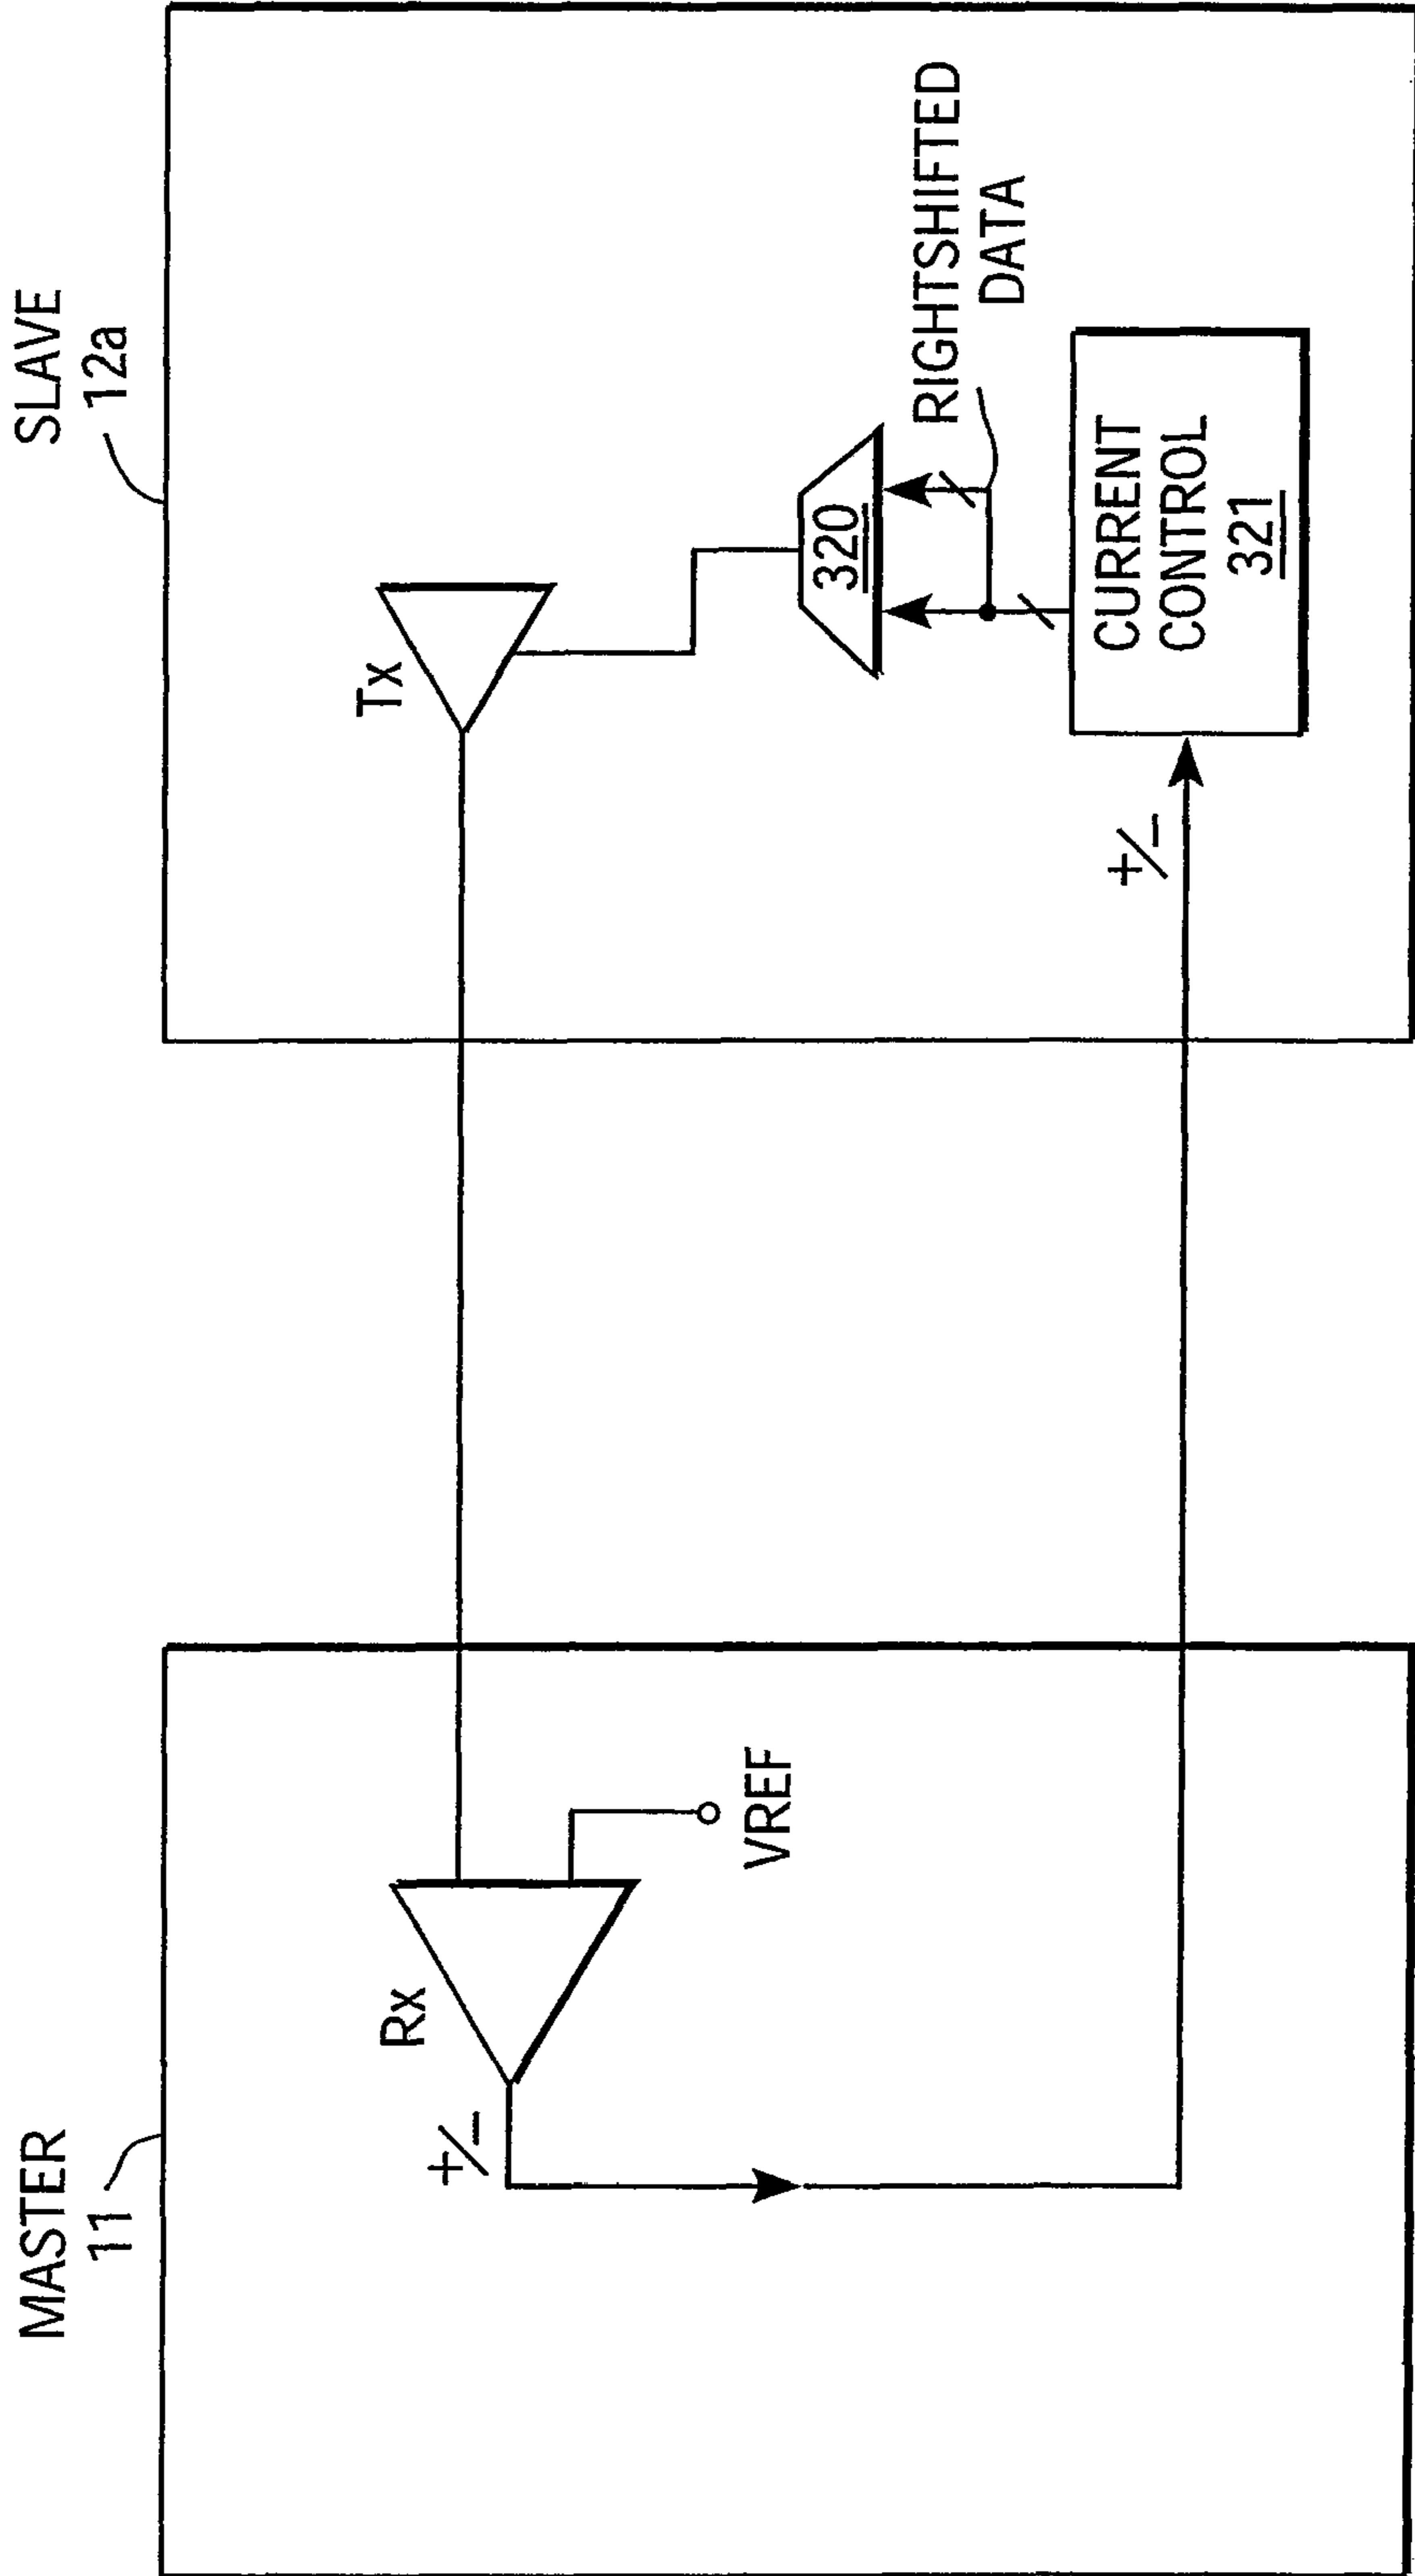 MASTER
11
Rx
+/−
VREF
SLAVE
12a
Tx
320
RIGHTSHIFTED
DATA
CURRENT
CONTROL
321
+/−